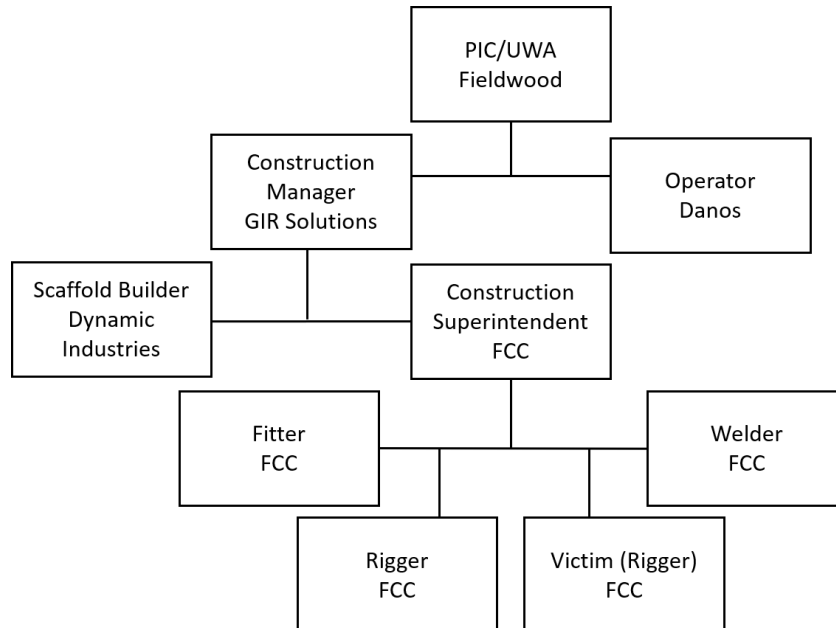 PIC/UWA
Fieldwood
Construction
Manager
GIR Solutions
Operator
Danos
Scaffold Builder
Dynamic
Industries
Construction
Superintendent
FCC
Fitter
FCC
Welder
FCC
Rigger
FCC
Victim (Rigger)
FCC